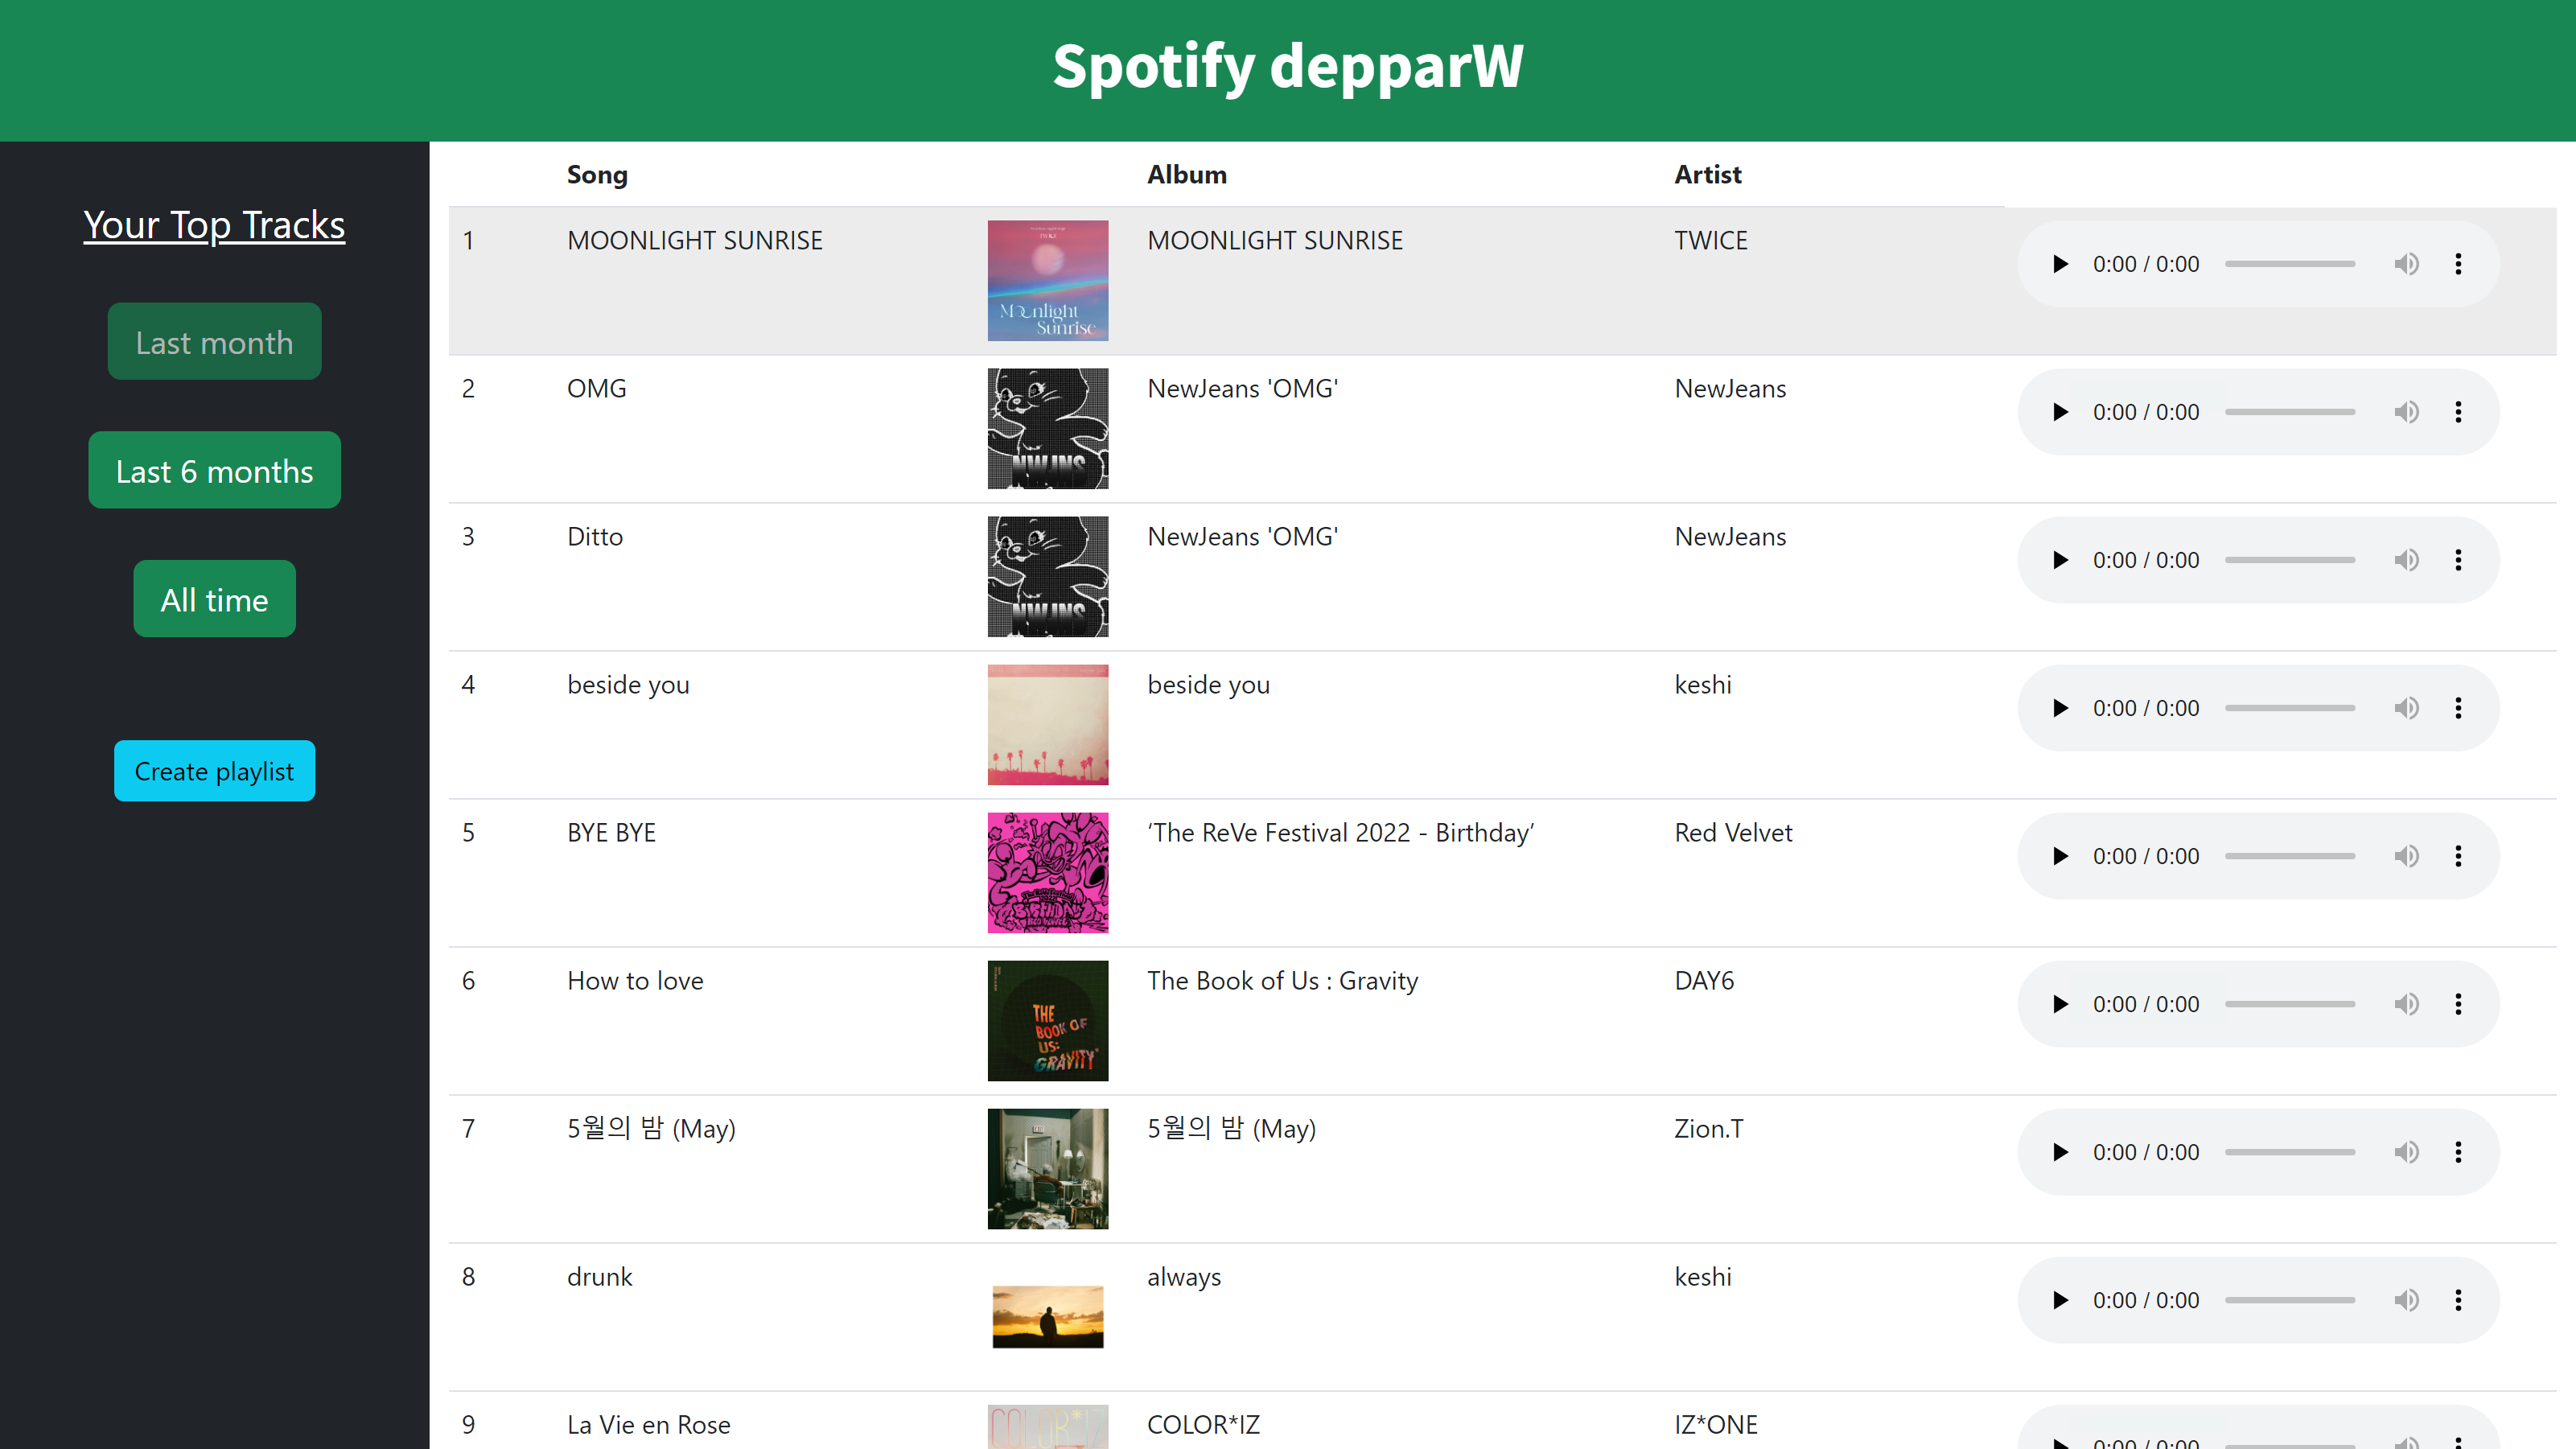 Spotify depparW
Your Top Tracks
Last month
Last 6 months
All time
Create playlist
Song Album Artist
1 MOONLIGHT SUNRISE MOONLIGHT SUNRISE TWICE 0:00 / 0:00
TWICE
Moonlight
Sunrise
2 OMG NewJeans 'OMG' NewJeans 0:00 / 0:00
NWJNS
3 Ditto NewJeans 'OMG' NewJeans 0:00 / 0:00
NWJNS
4 beside you beside you keshi 0:00 / 0:00
5 BYE BYE ‘The ReVe Festival 2022 - Birthday’ Red Velvet 0:00 / 0:00
BIRTHDAY
6 How to love The Book of Us : Gravity DAY6 0:00 / 0:00
THE
BOOK OF
US:
GRAVITY
7 5월의 밤 (May) 5월의 밤 (May) Zion.T 0:00 / 0:00
8 drunk always keshi 0:00 / 0:00
9 La Vie en Rose COLOR*IZ IZ*ONE 0:00 / 0:00
COLOR*IZ